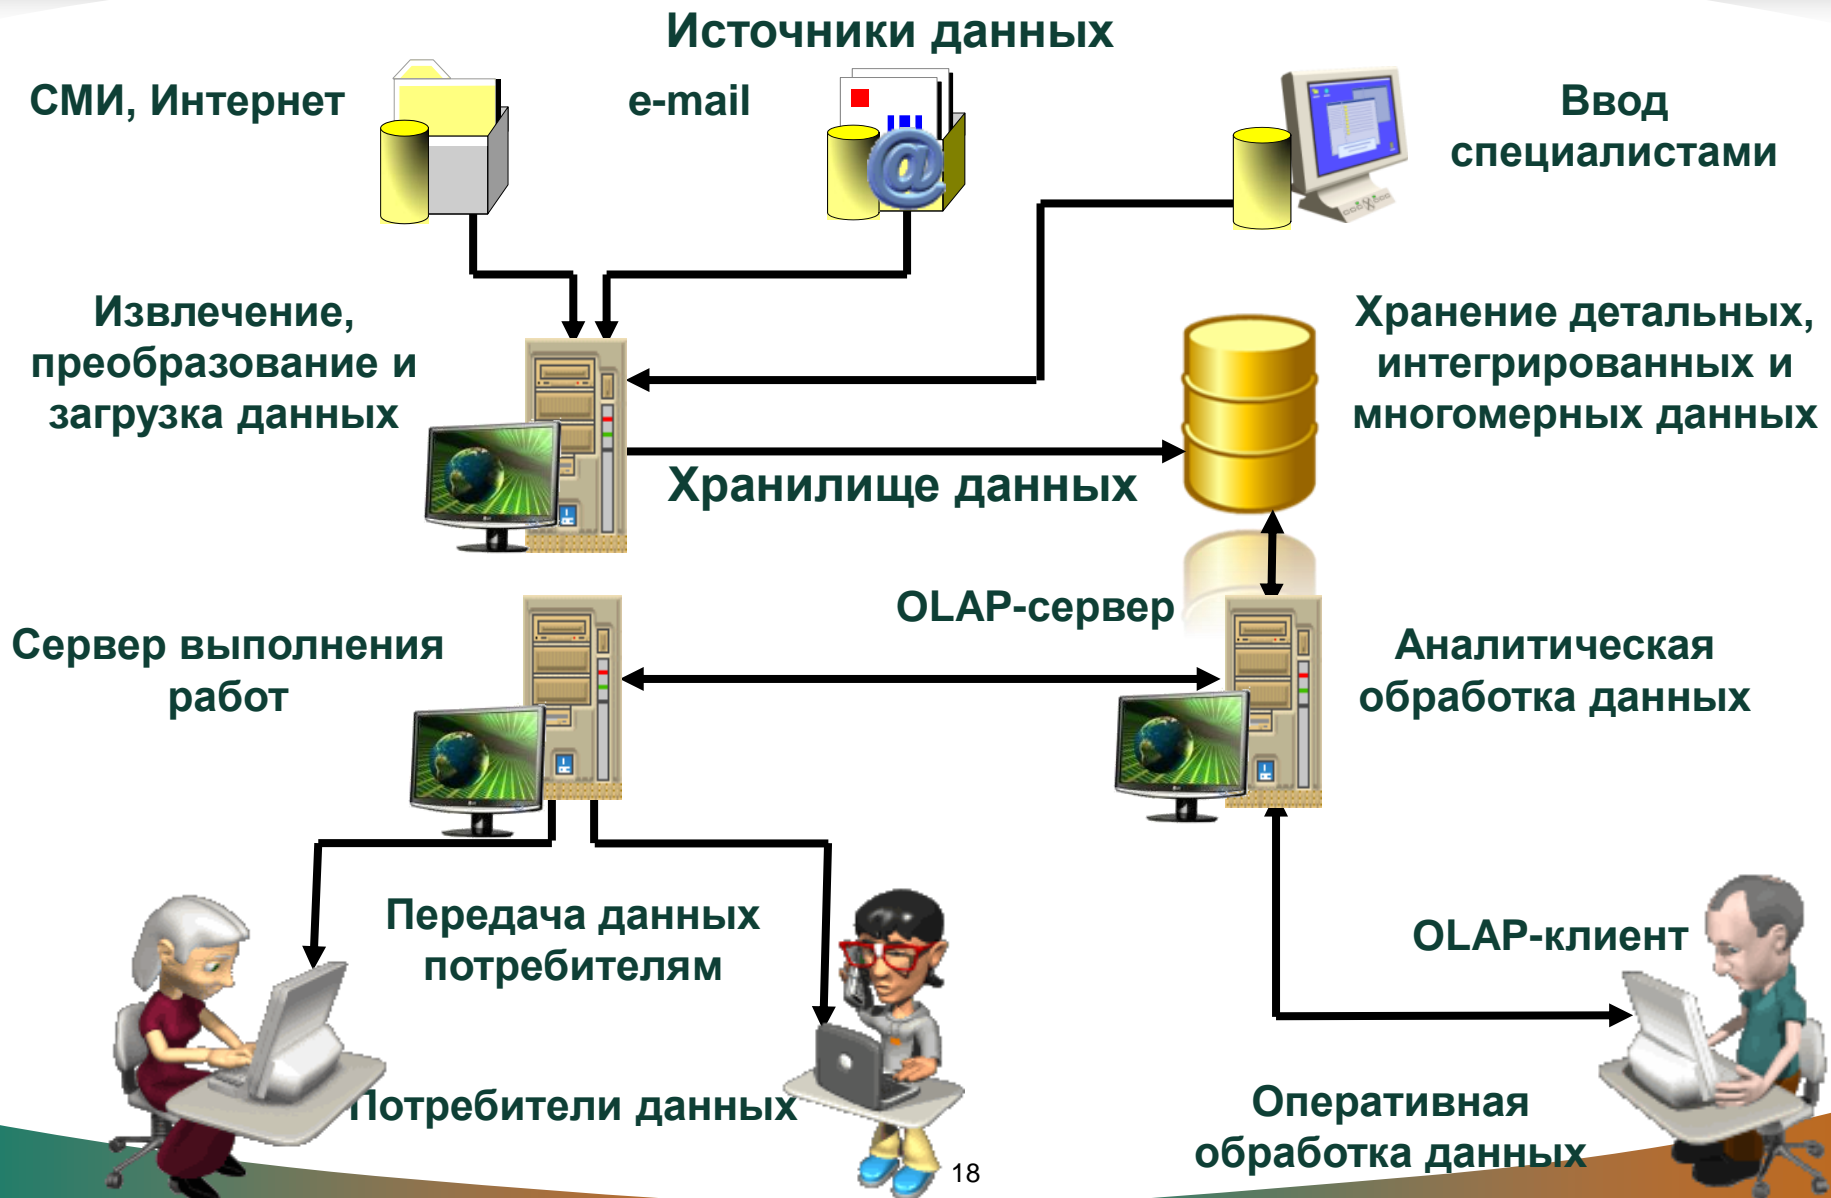 Источники данных
СМИ, Интернет
e-mail
Ввод
специалистами
Извлечение,
преобразование и
загрузка данных
Хранение детальных,
интегрированных и
многомерных данных
Хранилище данных
OLAP-сервер
Сервер выполнения
работ
Аналитическая
обработка данных
Передача данных
потребителям
OLAP-клиент
Потребители данных
Оперативная
обработка данных
18